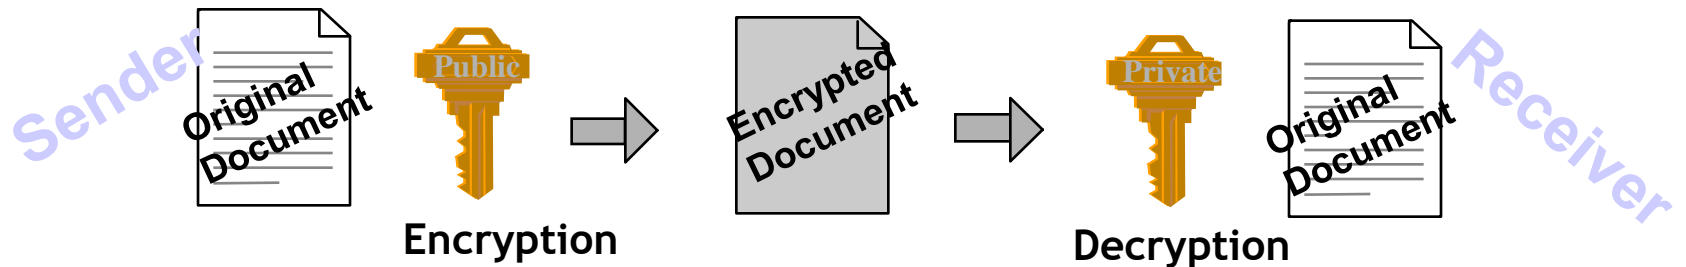 Sender
Original
Document
Public
Encryption
Encrypted
Document
Private
Decryption
Original
Document
Receiver